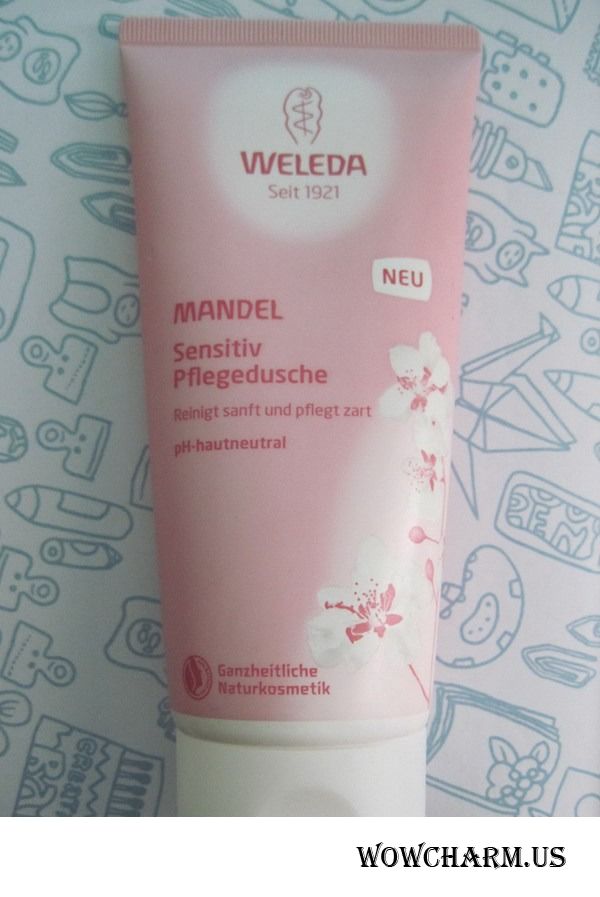 WELEDA
Seit 1921
NEU
MANDEL
Sensitiv
Pflegedusche
Reinigt sanft und pflegt zart
pH-hautneutral
Ganzheitliche
Naturkosmetik
WOWCHARM.US